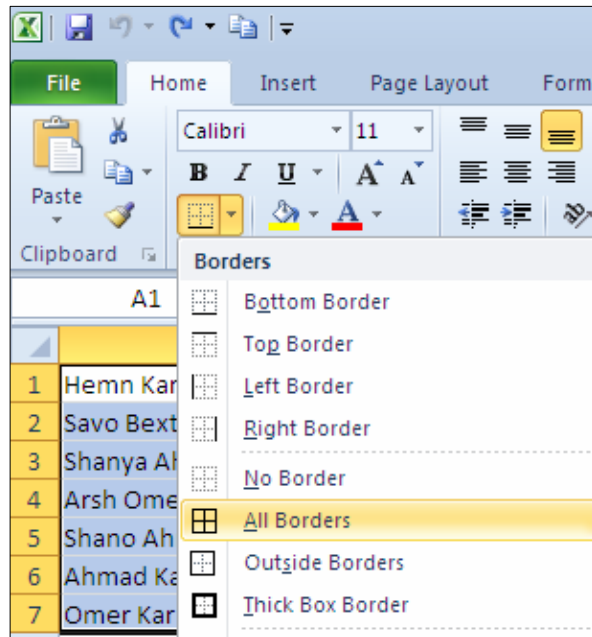 File Home Insert Page Layout Form
Calibri 11
B I U A A
Paste A
Clipboard
Borders
A1
Bottom Border
Top Border
Left Border
1 Hemn Kar
Right Border
2 Savo Bext
3 Shanya Ah
No Border
4 Arsh Ome
All Borders
5 Shano Ah
Outside Borders
6 Ahmad Ka
Thick Box Border
7 Omer Kar